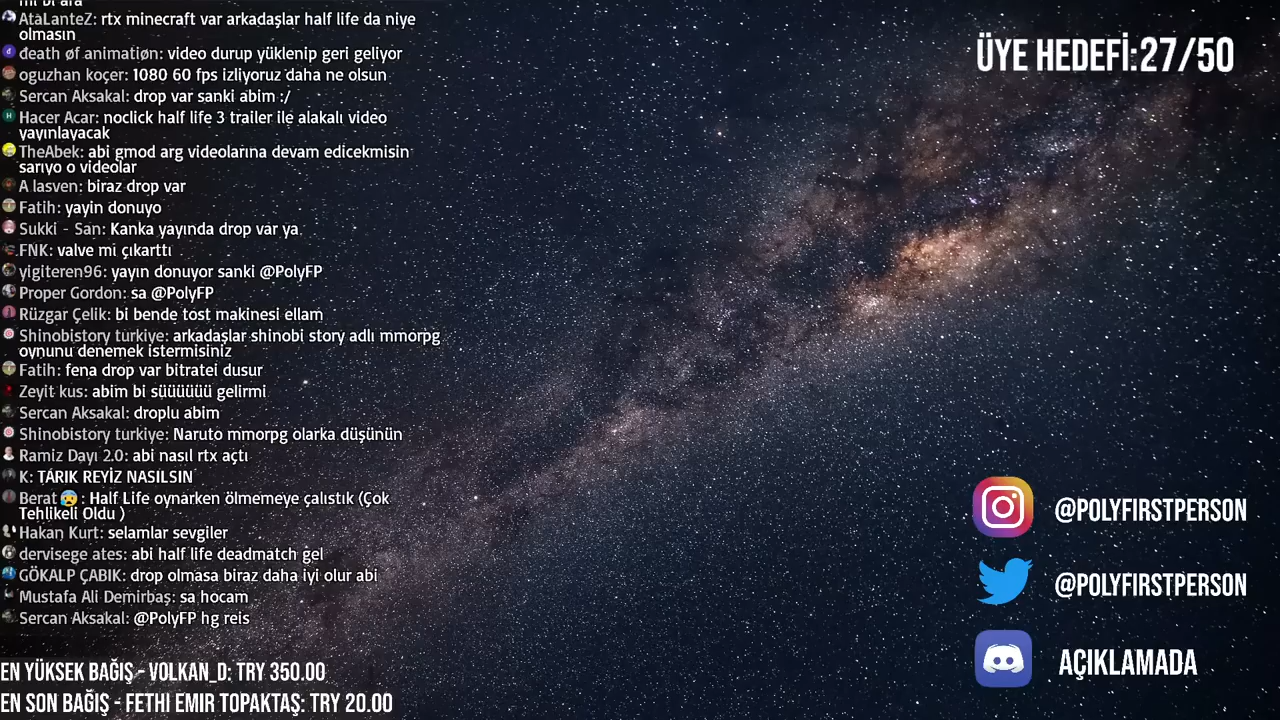 mi bi ara
AtaLanteZ: rtx minecraft var arkadaşlar half life da niye
olmasın
death øf animatiøn: video durup yüklenip geri geliyor
oguzhan koçer: 1080 60 fps izliyoruz daha ne olsun
Sercan Aksakal: drop var sanki abim :/
Hacer Acar: noclick half life 3 trailer ile alakalı video
yayınlayacak
TheAbek: abi gmod arg videolarına devam edicekmisin
sarıyo o videolar
A lasven: biraz drop var
Fatih: yayin donuyo
Sukki - San: Kanka yayında drop var ya
FNK: valve mi çıkarttı
yigiteren96: yayın donuyor sanki @PolyFP
Proper Gordon: sa @PolyFP
Rüzgar Çelik: bi bende tost makinesi ellam
Shinobistory türkiye: arkadaşlar shinobi story adlı mmorpg
oyununu denemek istermisiniz
Fatih: fena drop var bitratei dusur
Zeyit kus: abim bi süüüüüü gelirmi
Sercan Aksakal: droplu abim
Shinobistory turkiye: Naruto mmorpg olarka düşünün
Ramiz Dayı 2.0: abi nasıl rtx açtı
K: TARIK REYİZ NASILSIN
Berat 😰 : Half Life oynarken ölmemeye çalıstık (Çok
Tehlikeli Oldu )
Hakan Kurt: selamlar sevgiler
dervisege ates: abi half life deadmatch gel
GÖKALP ÇABIK: drop olmasa biraz daha iyi olur abi
Mustafa Ali Demirbaş: sa hocam
Sercan Aksakal: @PolyFP hg reis
EN YÜKSEK BAĞIŞ - VOLKAN_D: TRY 350.00
EN SON BAĞIŞ - FETHI EMIR TOPAKTAŞ: TRY 20.00
ÜYE HEDEFİ:27/50
@POLYFIRSTPERSON
@POLYFIRSTPERSON
AÇIKLAMADA